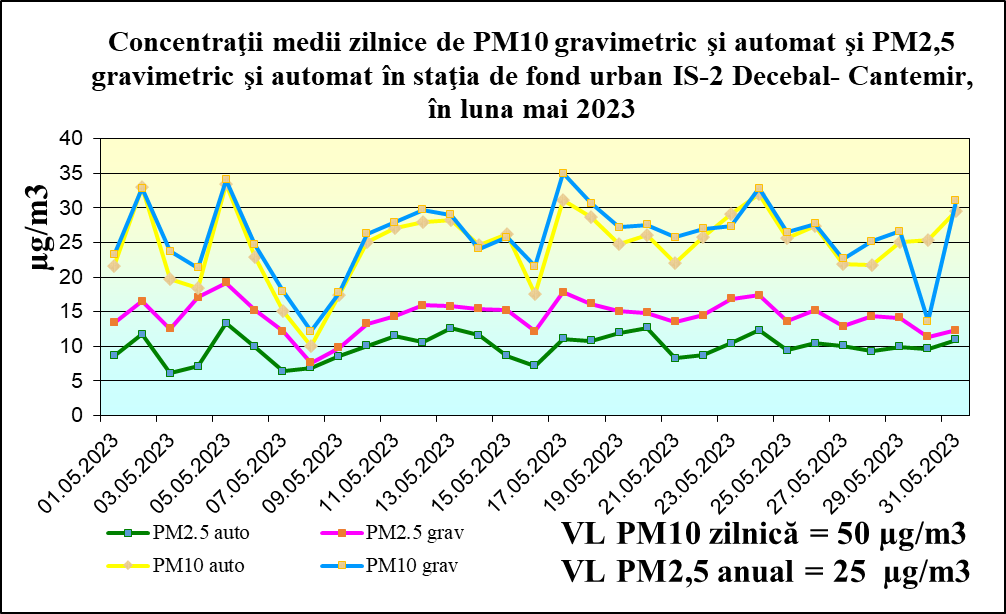 Concentraţii medii zilnice de PM10 gravimetric şi automat şi PM2,5
gravimetric şi automat în staţia de fond urban IS-2 Decebal- Cantemir,
în luna mai 2023
µg/m3
40
35
30
25
20
15
10
5
0
01.05.2023
03.05.2023
05.05.2023
07.05.2023
09.05.2023
11.05.2023
13.05.2023
15.05.2023
17.05.2023
19.05.2023
21.05.2023
23.05.2023
25.05.2023
27.05.2023
29.05.2023
31.05.2023
PM2.5 auto
PM2.5 grav
PM10 auto
PM10 grav
VL PM10 zilnică = 50 µg/m3
VL PM2,5 anual = 25 µg/m3